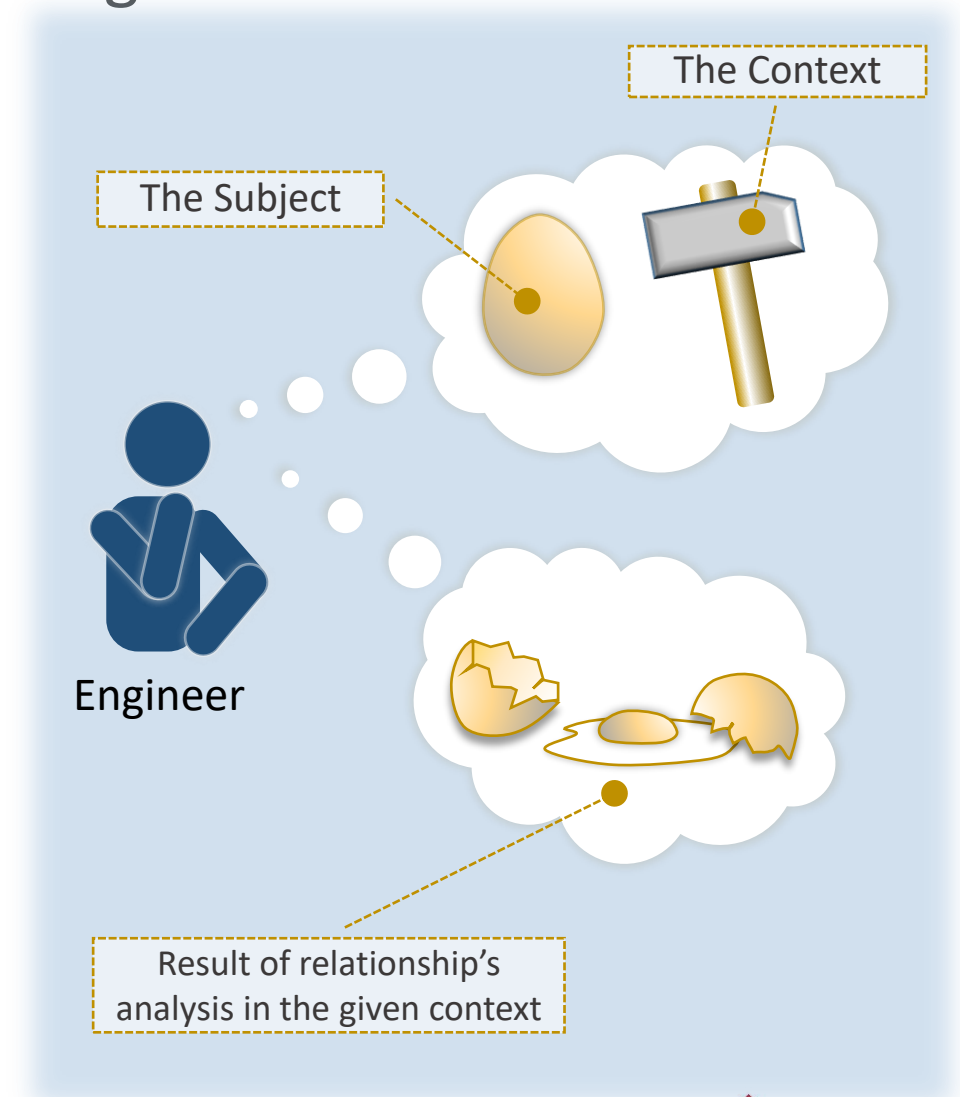 The Context
The Subject
Engineer
Result of relationship's
analysis in the given context